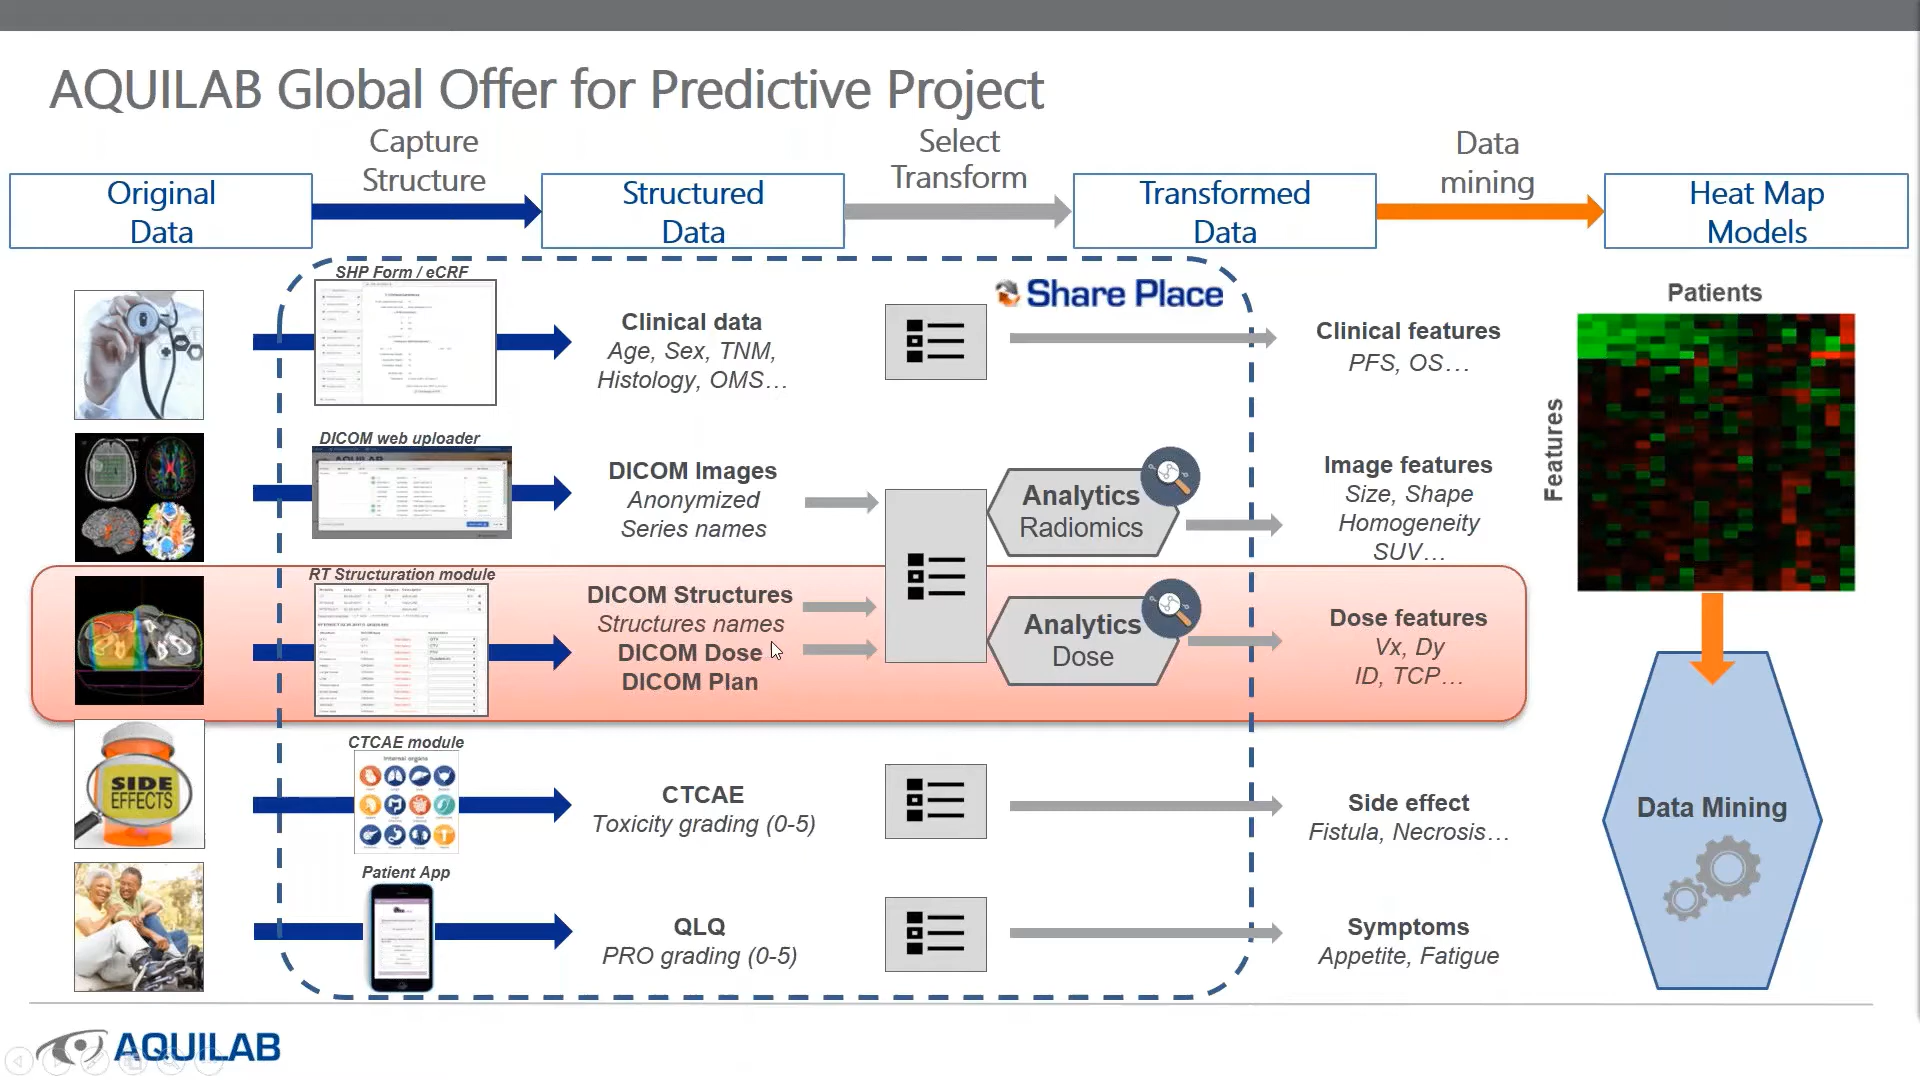 AQUILAB Global Offer for Predictive Project
Capture
Structure
Select
Transform
Data
mining
Original
Data
Structured
Data
Transformed
Data
Heat Map
Models
SHP Form / eCRF
Share Place
Clinical data
Age, Sex, TNM,
Histology, OMS…
Clinical features
PFS, OS…
Patients
Features
DICOM web uploader
DICOM Images
Anonymized
Series names
Analytics
Radiomics
Image features
Size, Shape
Homogeneity
SUV…
RT Structuration module
DICOM Structures
Structures names
DICOM Dose
DICOM Plan
Analytics
Dose
Dose features
Vx, Dy
ID, TCP…
SIDE
EFFECTS
CTCAE module
Internal organs
CTCAE
Toxicity grading (0-5)
Side effect
Fistula, Necrosis…
Data Mining
Patient App
QLQ
PRO grading (0-5)
Symptoms
Appetite, Fatigue
AQUILAB